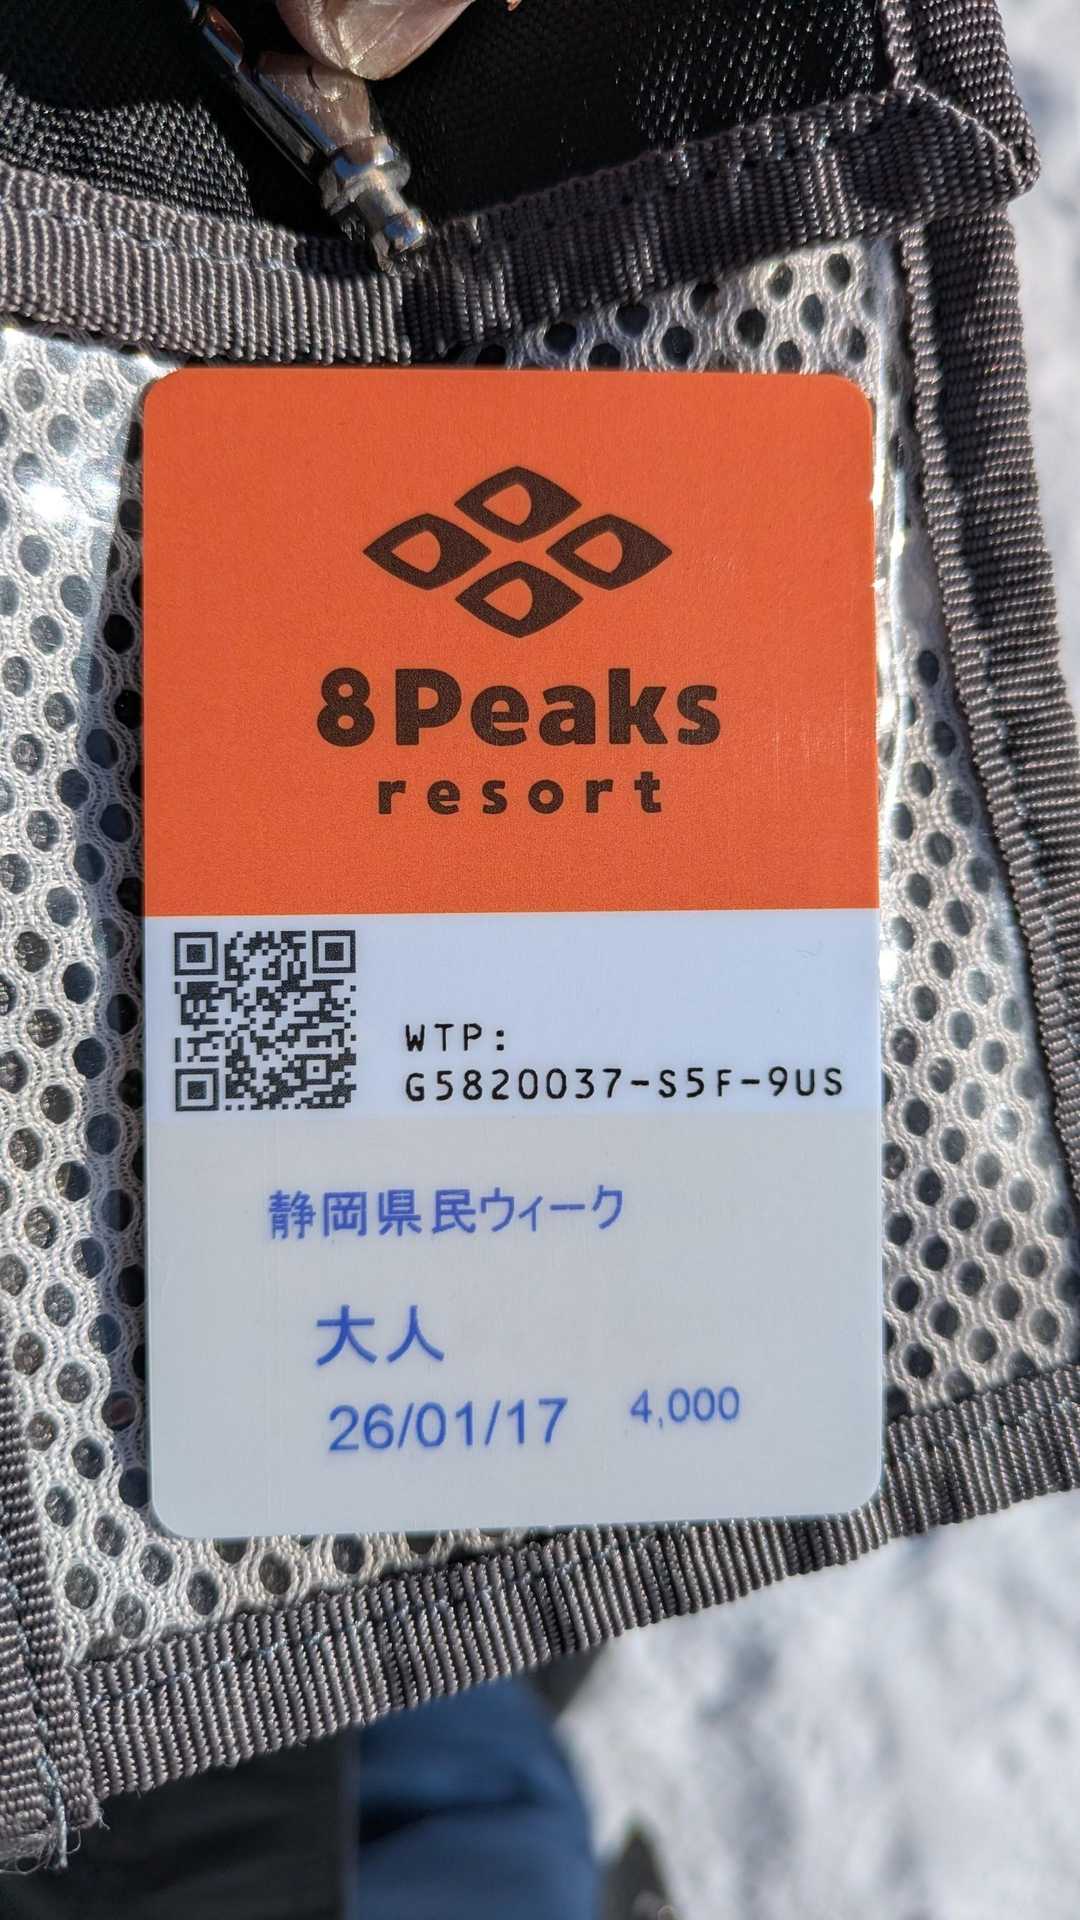 8Peaks
resort
WTP:
G5820037-S5F-9US
静岡県民ウィーク
大人
26/01/17 4,000